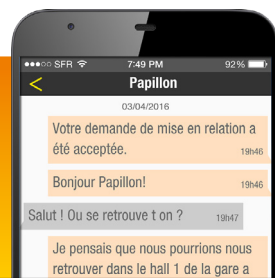 SFR 7:49 PM 92%
< Papillon
03/04/2016
Votre demande de mise en relation a
été acceptée. 19h46
Bonjour Papillon! 19h46
Salut ! Ou se retrouve t on ? 19h47
Je pensais que nous pourrions nous
retrouver dans le hall 1 de la gare a